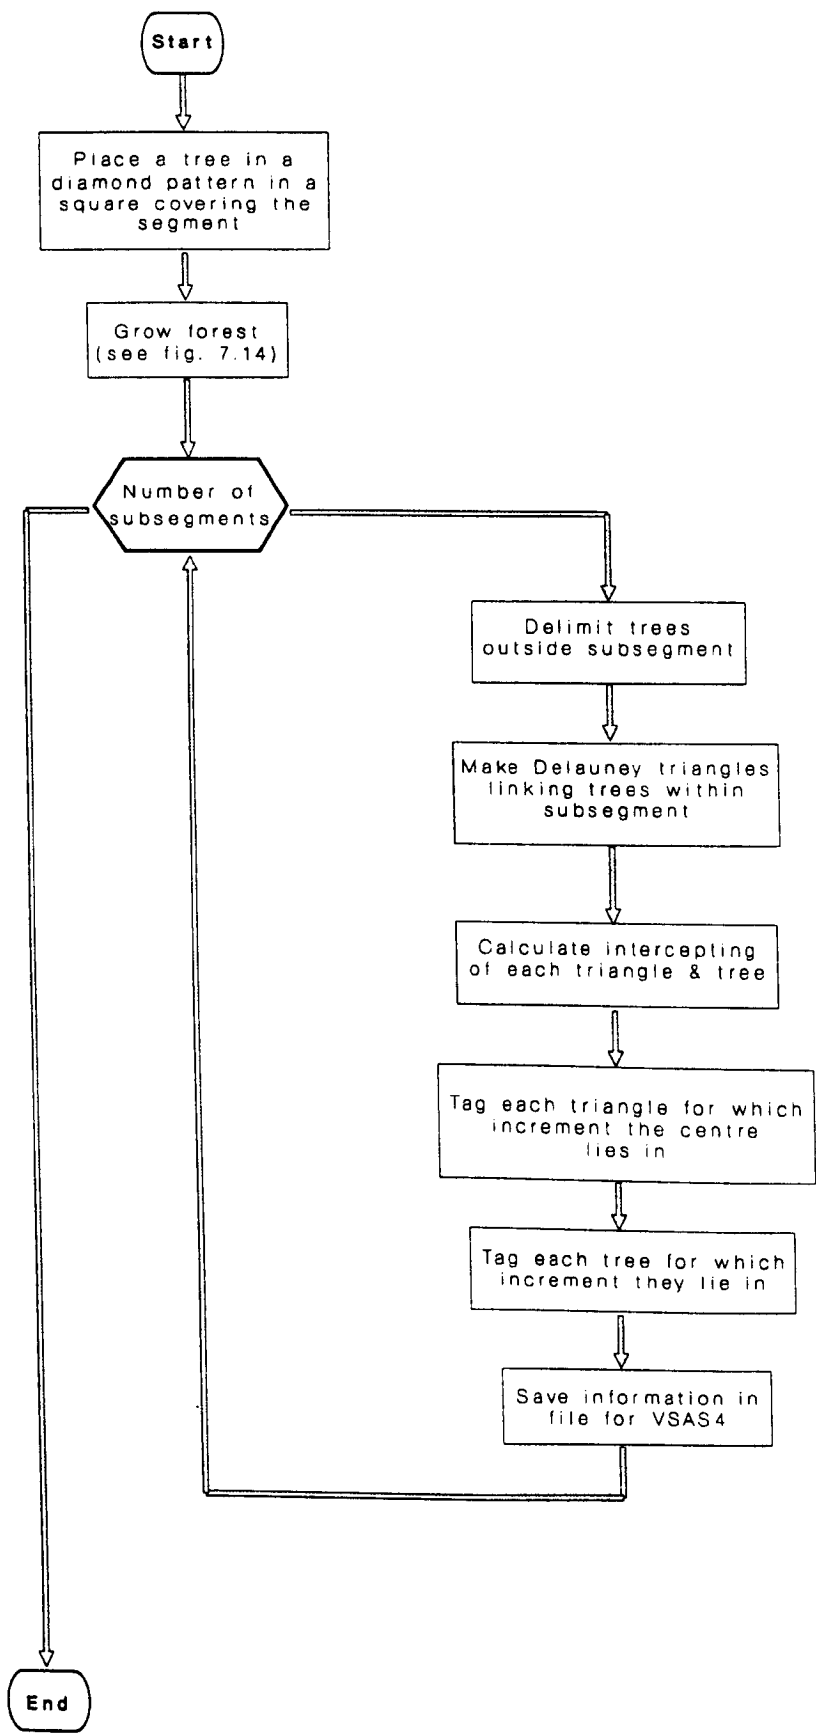 Start
Place a tree in a
diamond pattern in a
square covering the
segment
Grow forest
(see fig. 7.14)
Number of
subsegments
Delimit trees
outside subsegment
Make Delauney triangles
linking trees within
subsegment
Calculate intercepting
of each triangle & tree
Tag each triangle for which
increment the centre
lies in
Tag each tree for which
increment they lie in
Save information in
file for VSAS4
End